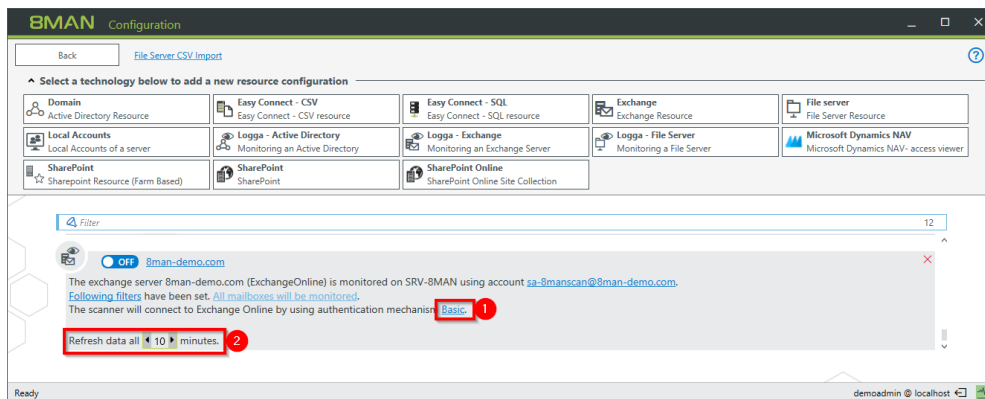 8MAN Configuration
Back File Server CSV Import
Select a technology below to add a new resource configuration
Domain
Active Directory Resource
Easy Connect - CSV
Easy Connect - CSV resource
Easy Connect - SQL
Easy Connect - SQL resource
Exchange
Exchange Resource
File server
File Server Resource
Local Accounts
Local Accounts of a server
Logga - Active Directory
Monitoring an Active Directory
Logga - Exchange
Monitoring an Exchange Server
Logga - File Server
Monitoring a File Server
Microsoft Dynamics NAV
Microsoft Dynamics NAV- access viewer
SharePoint
Sharepoint Resource (Farm Based)
SharePoint
SharePoint
SharePoint Online
SharePoint Online Site Collection
Filter 12
OFF 8man-demo.com
The exchange server 8man-demo.com (ExchangeOnline) is monitored on SRV-8MAN using account sa-8manscan@8man-demo.com.
Following filters have been set. All mailboxes will be monitored.
The scanner will connect to Exchange Online by using authentication mechanism Basic. 1
Refresh data all 10 minutes. 2
Ready demoadmin @ localhost